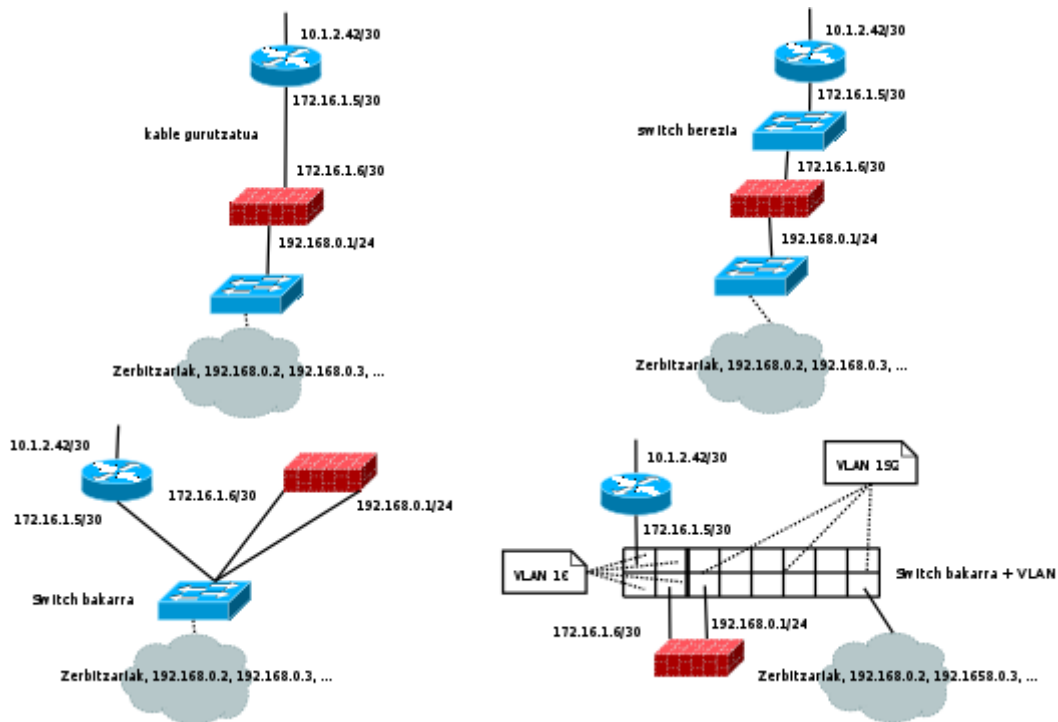 10.1.2.42/30
172.16.1.5/30
kable gurutzatua
172.16.1.6/30
192.168.0.1/24
Zerbitzariak, 192.168.0.2, 192.168.0.3, ...
10.1.2.42/30
172.16.1.5/30
switch berezia
172.16.1.6/30
192.168.0.1/24
Zerbitzariak, 192.168.0.2, 192.168.0.3, ...
10.1.2.42/30
172.16.1.6/30
192.168.0.1/24
172.16.1.5/30
Switch bakarra
Zerbitzariak, 192.168.0.2, 192.168.0.3, ...
10.1.2.42/30
VLAN 192
172.16.1.5/30
VLAN 16
Switch bakarra + VLAN
192.168.0.1/24
172.16.1.6/30
Zerbitzariak, 192.168.0.2, 192.1658.0.3, ...